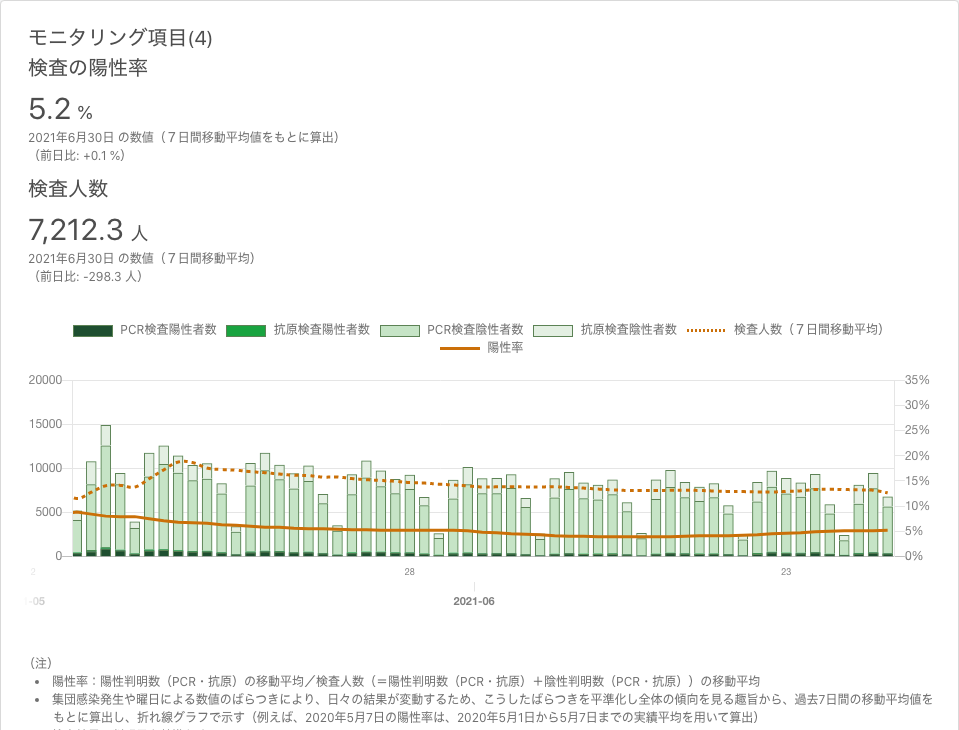 モニタリング項目(4)
検査の陽性率
5.2 %
2021年6月30日 の数値（７日間移動平均値をもとに算出）
（前日比: +0.1 %）
検査人数
7,212.3 人
2021年6月30日 の数値（７日間移動平均）
（前日比: -298.3 人）
PCR検査陽性者数 抗原検査陽性者数 PCR検査陰性者数 抗原検査陰性者数 検査人数（７日間移動平均）
陽性率
20000 35%
30%
15000 25%
20%
10000 15%
5000 10%
5%
0 0%
2 28 23
-05 2021-06
（注）
• 陽性率：陽性判明数（PCR・抗原）の移動平均／検査人数（＝陽性判明数（PCR・抗原）＋陰性判明数（PCR・抗原））の移動平均
• 集団感染発生や曜日による数値のばらつきにより、日々の結果が変動するため、こうしたばらつきを平準化し全体の傾向を見る趣旨から、過去7日間の移動平均値を
もとに算出し、折れ線グラフで示す（例えば、2020年5月7日の陽性率は、2020年5月1日から5月7日までの実績平均を用いて算出）